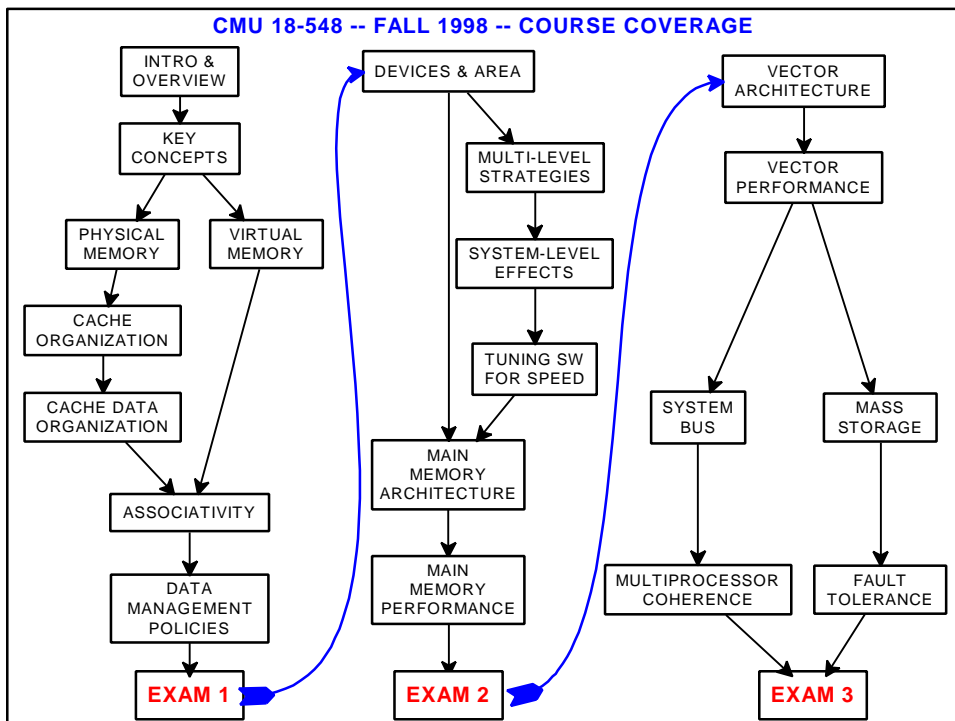 CMU 18-548 -- FALL 1998 -- COURSE COVERAGE
INTRO &
OVERVIEW
KEY
CONCEPTS
PHYSICAL
MEMORY
VIRTUAL
MEMORY
CACHE
ORGANIZATION
CACHE DATA
ORGANIZATION
ASSOCIATIVITY
DATA
MANAGEMENT
POLICIES
EXAM 1
DEVICES & AREA
MULTI-LEVEL
STRATEGIES
SYSTEM-LEVEL
EFFECTS
TUNING SW
FOR SPEED
MAIN
MEMORY
ARCHITECTURE
MAIN
MEMORY
PERFORMANCE
EXAM 2
VECTOR
ARCHITECTURE
VECTOR
PERFORMANCE
SYSTEM
BUS
MASS
STORAGE
MULTIPROCESSOR
COHERENCE
FAULT
TOLERANCE
EXAM 3